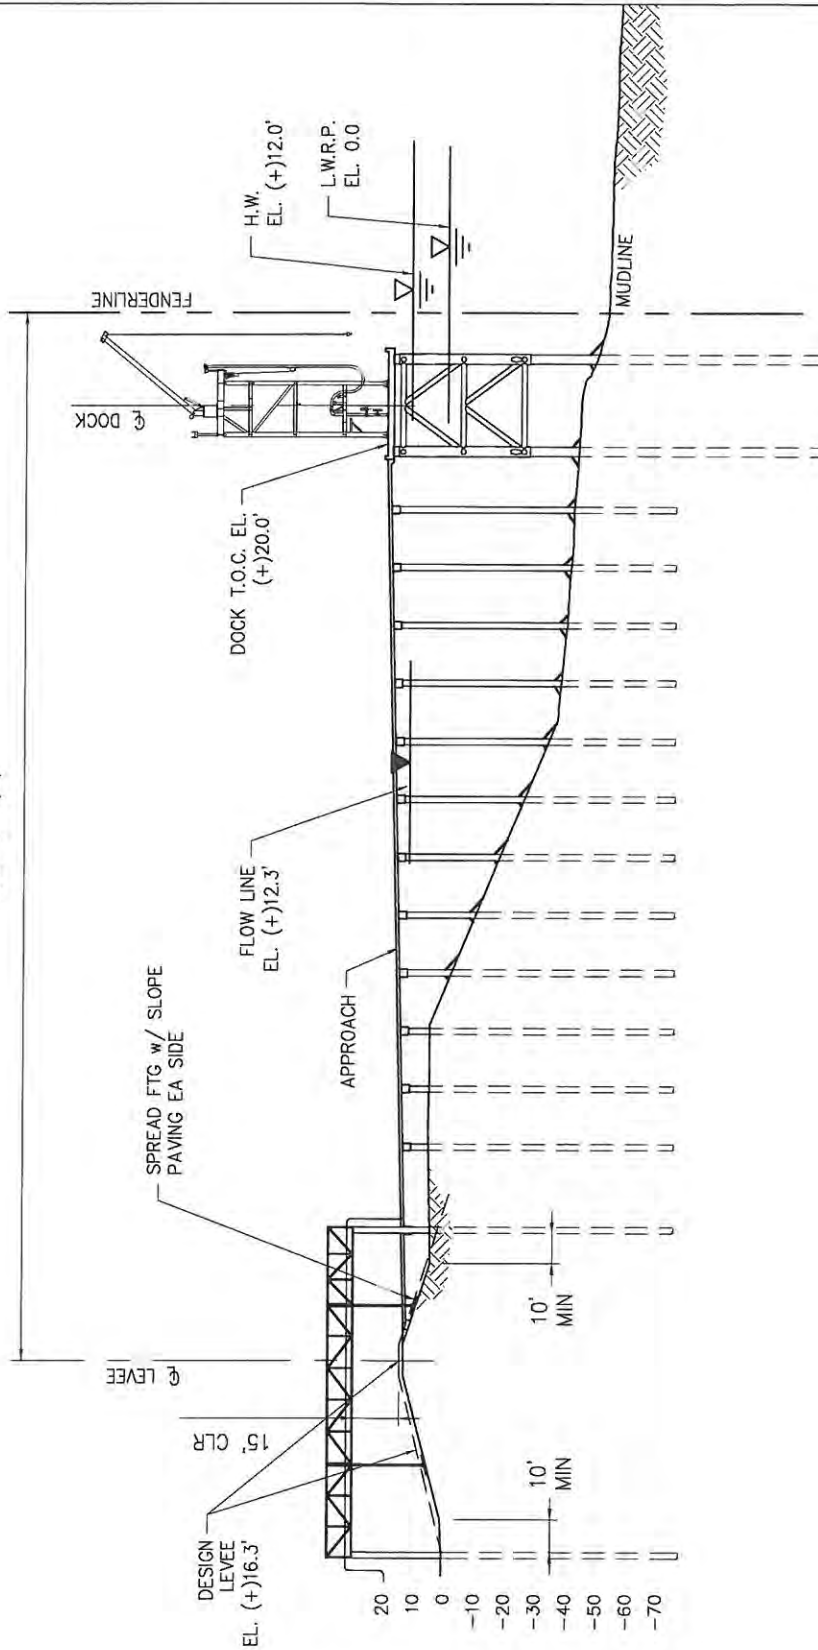 H.W.
EL. (+)12.0'
L.W.R.P.
EL. 0.0
FENDERLINE
℄ DOCK
MUDLINE
DOCK T.O.C. EL.
(+)20.0'
FLOW LINE
EL. (+)12.3'
SPREAD FTG w/ SLOPE
PAVING EA SIDE
APPROACH
℄ LEVEE
15' CLR
10'
MIN
10'
MIN
DESIGN
LEVEE
EL. (+)16.3'
20
10
0
-10
-20
-30
-40
-50
-60
-70